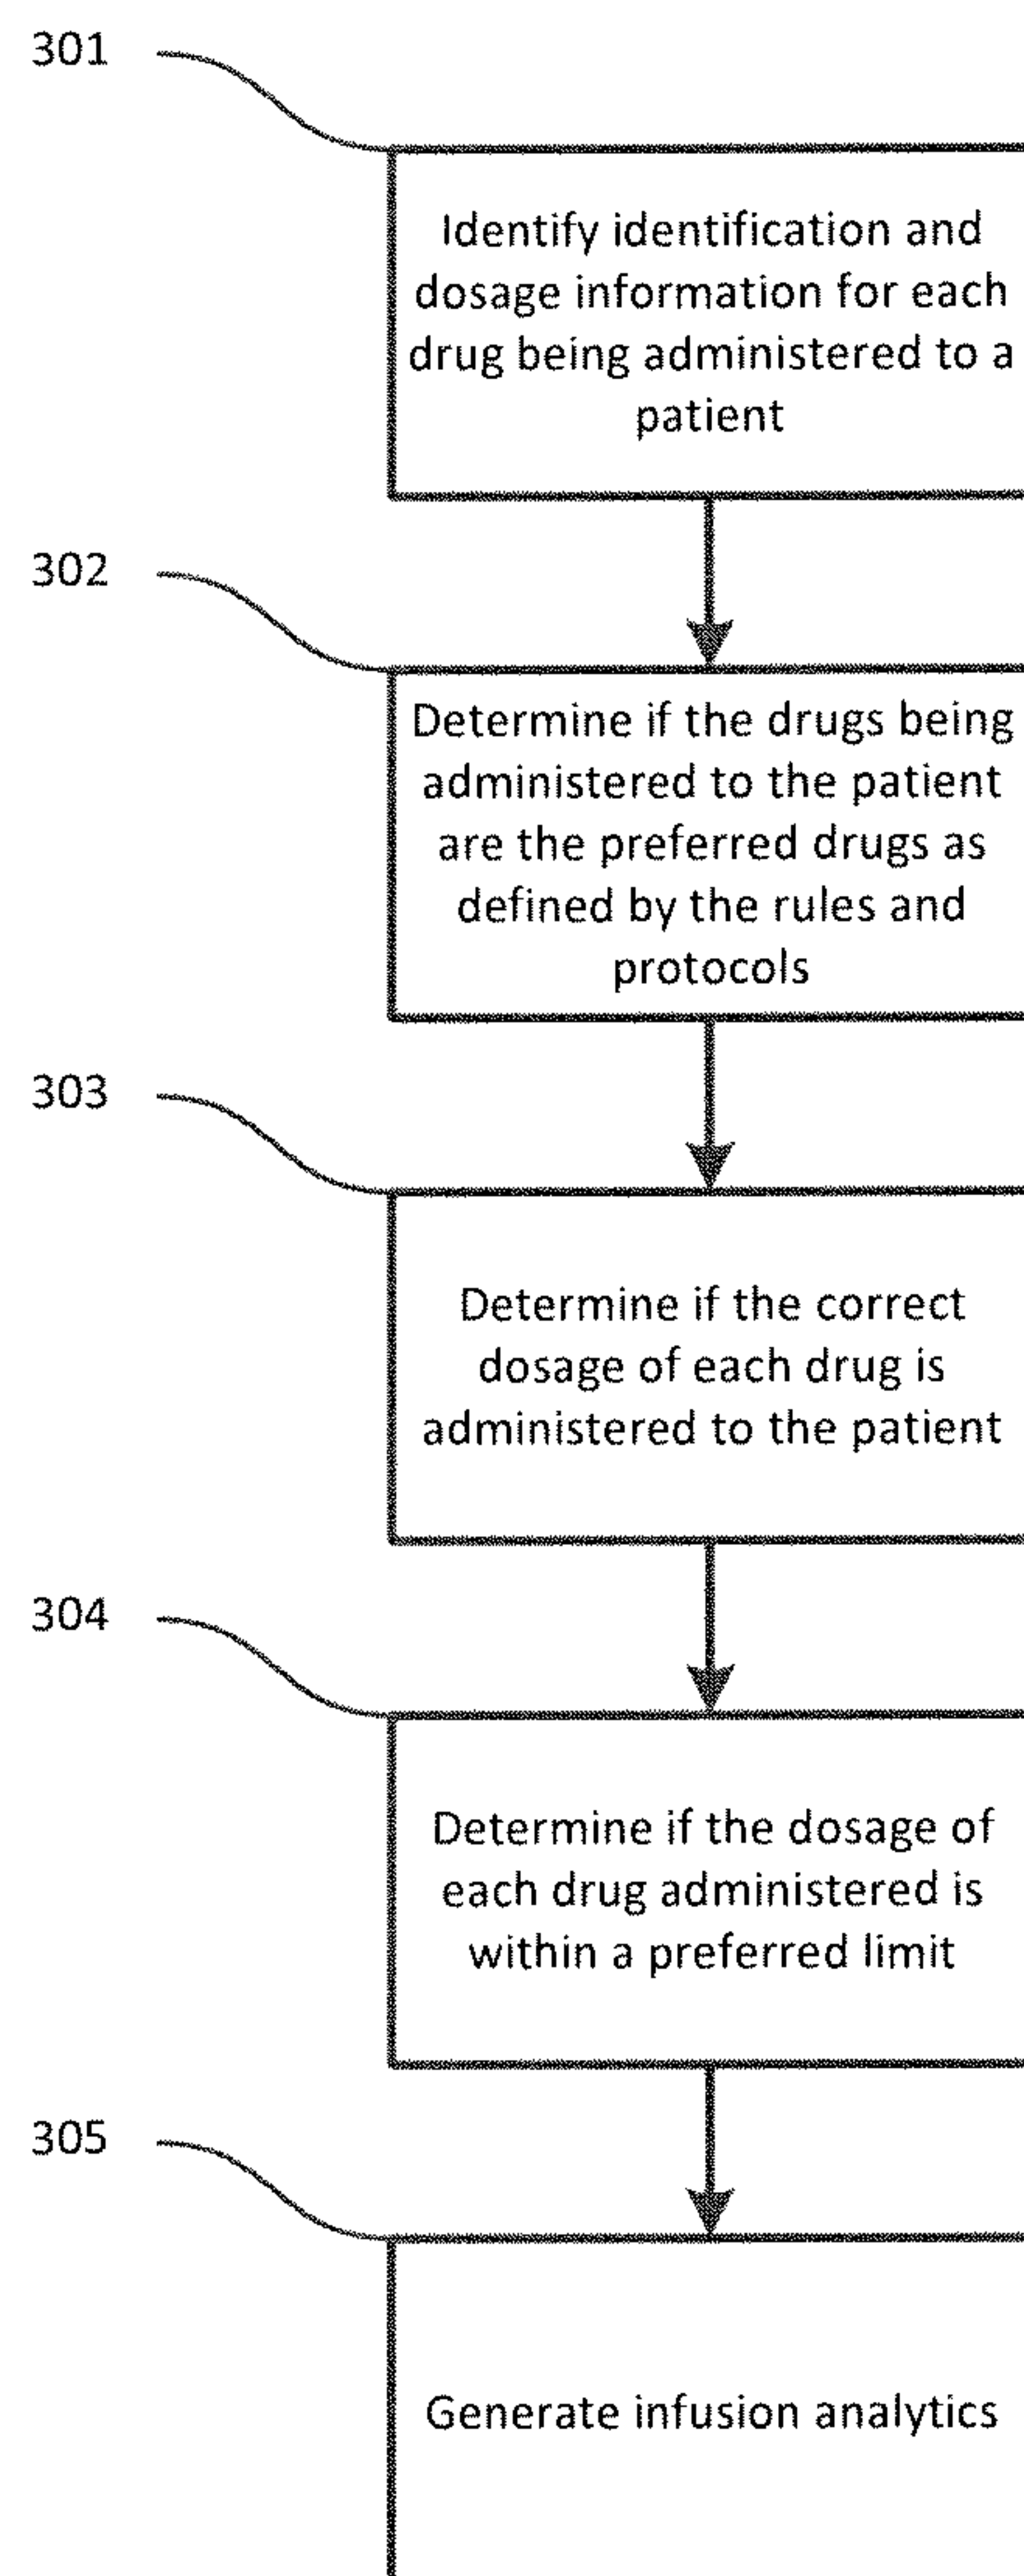 301
Identify identification and
dosage information for each
drug being administered to a
patient
302
Determine if the drugs being
administered to the patient
are the preferred drugs as
defined by the rules and
protocols
303
Determine if the correct
dosage of each drug is
administered to the patient
304
Determine if the dosage of
each drug administered is
within a preferred limit
305
Generate infusion analytics